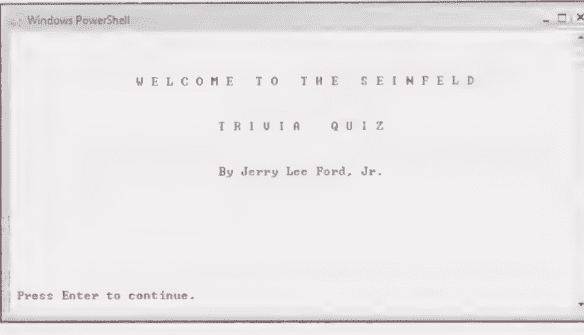 Windows PowerShell
W E L C O M E   T O   T H E   S E I N F E L D
T R I V I A   Q U I Z
By Jerry Lee Ford, Jr.
Press Enter to continue.